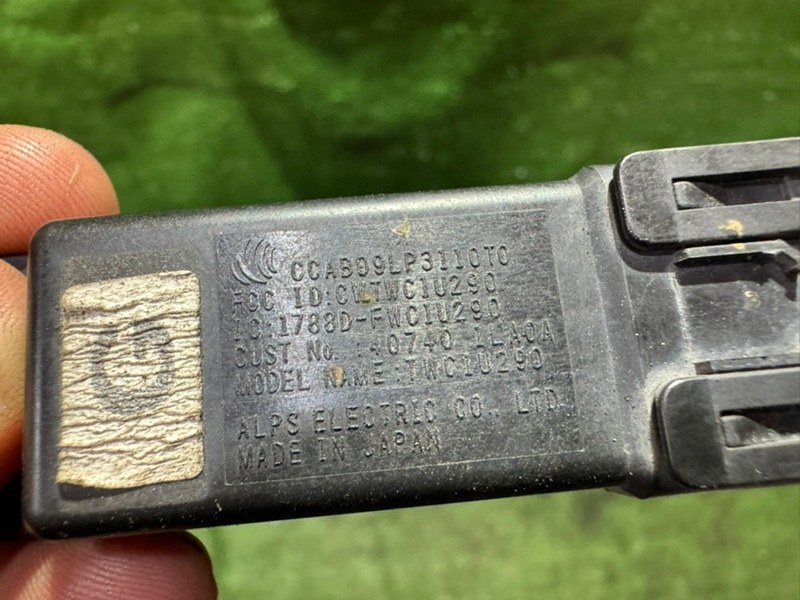 CCAB09LP3110T0
FCC ID:CWTWC1U290
IC:1788D-FWC1U290
CUST No. :40740 1LA0A
MODEL NAME:TWC1U290
ALPS ELECTRIC CO., LTD.
MADE IN JAPAN